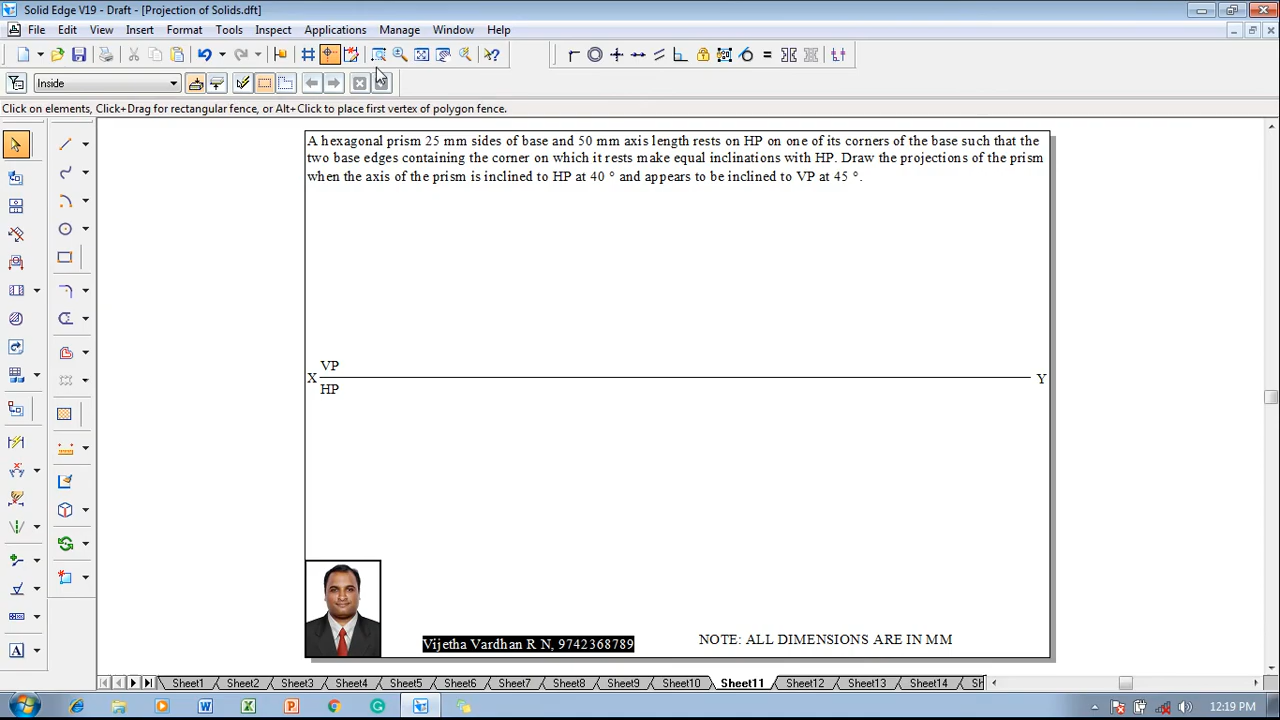 Solid Edge V19 - Draft - [Projection of Solids.dft]
File Edit View Insert Format Tools Inspect Applications Manage Window Help
Inside
Click on elements, Click+Drag for rectangular fence, or Alt+Click to place first vertex of polygon fence.
A hexagonal prism 25 mm sides of base and 50 mm axis length rests on HP on one of its corners of the base such that the
two base edges containing the corner on which it rests make equal inclinations with HP. Draw the projections of the prism
when the axis of the prism is inclined to HP at 40 ° and appears to be inclined to VP at 45 °.
VP
X Y
HP
Vijetha Vardhan R N, 9742368789
NOTE: ALL DIMENSIONS ARE IN MM
Sheet1 Sheet2 Sheet3 Sheet4 Sheet5 Sheet6 Sheet7 Sheet8 Sheet9 Sheet10 Sheet11 Sheet12 Sheet13 Sheet14 Sl
12:19 PM